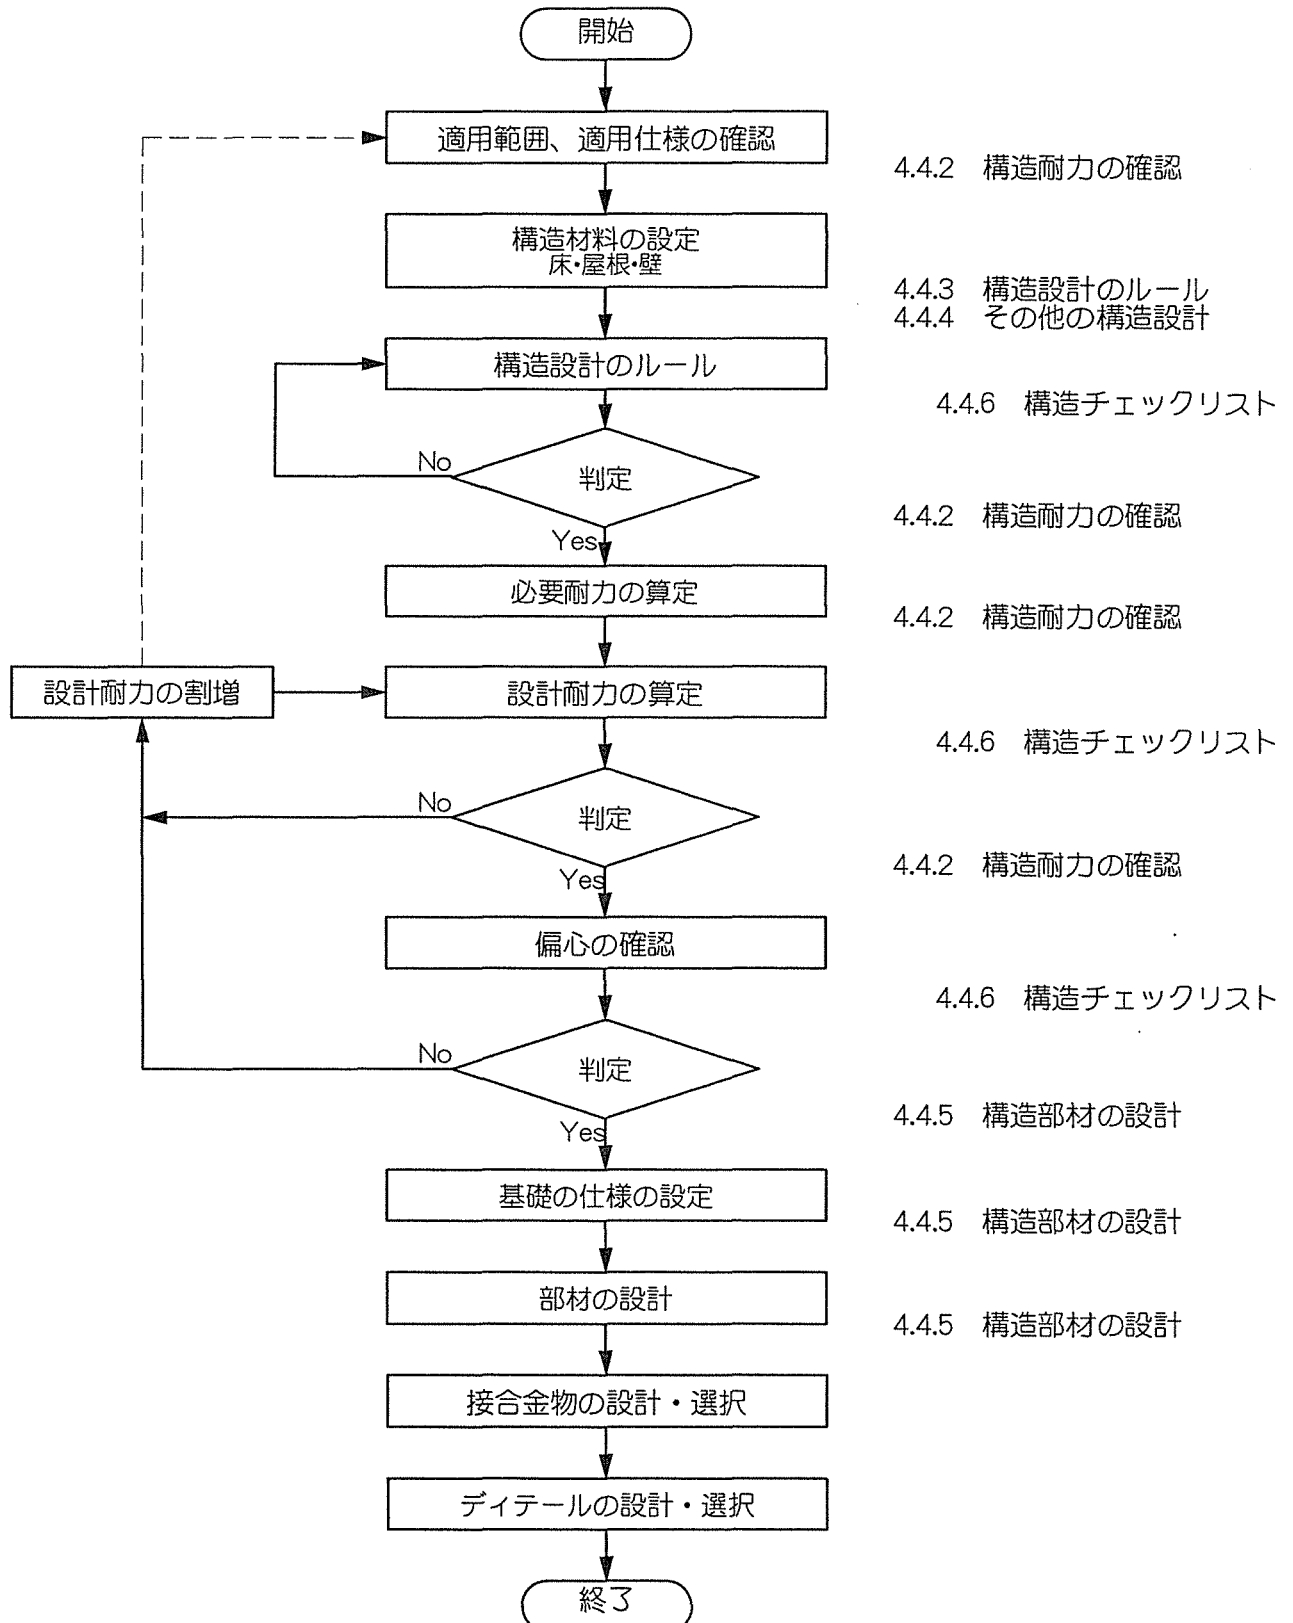 開始
適用範囲、適用仕様の確認
4.4.2 構造耐力の確認
構造材料の設定
床・屋根・壁
4.4.3 構造設計のルール
4.4.4 その他の構造設計
構造設計のルール
4.4.6 構造チェックリスト
No
判定
4.4.2 構造耐力の確認
Yes
必要耐力の算定
4.4.2 構造耐力の確認
設計耐力の割増
設計耐力の算定
4.4.6 構造チェックリスト
No
判定
4.4.2 構造耐力の確認
Yes
偏心の確認
4.4.6 構造チェックリスト
No
判定
4.4.5 構造部材の設計
Yes
基礎の仕様の設定
4.4.5 構造部材の設計
部材の設計
4.4.5 構造部材の設計
接合金物の設計・選択
ディテールの設計・選択
終了